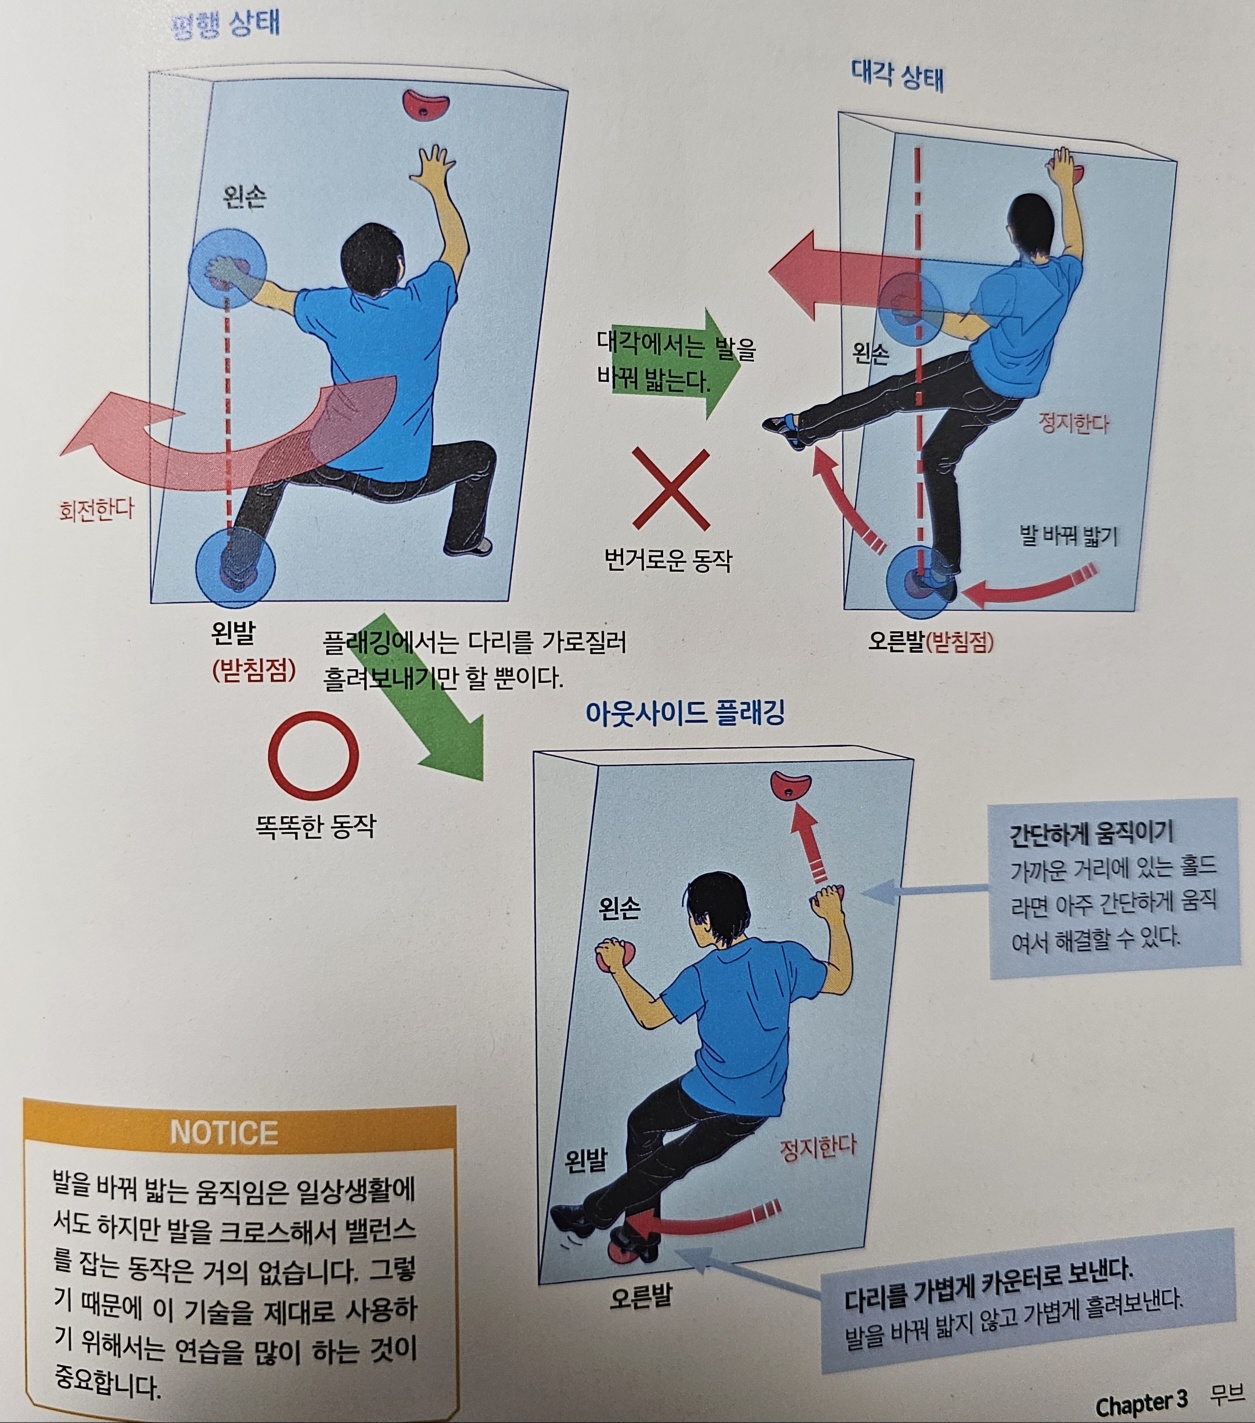 평행 상태
대각 상태
왼손
회전한다
왼발
(받침점)
대각에서는 발을
바꿔 밟는다.
번거로운 동작
왼손
정지한다
발 바꿔 밟기
오른발(받침점)
플래깅에서는 다리를 가로질러
흘려보내기만 할 뿐이다.
똑똑한 동작
아웃사이드 플래깅
왼손
왼발
정지한다
오른발
간단하게 움직이기
가까운 거리에 있는 홀드
라면 아주 간단하게 움직
여서 해결할 수 있다.
다리를 가볍게 카운터로 보낸다.
발을 바꿔 밟지 않고 가볍게 흘려보낸다.
NOTICE
발을 바꿔 밟는 움직임은 일상생활에
서도 하지만 발을 크로스해서 밸런스
를 잡는 동작은 거의 없습니다. 그렇
기 때문에 이 기술을 제대로 사용하
기 위해서는 연습을 많이 하는 것이
중요합니다.
Chapter 3 무브